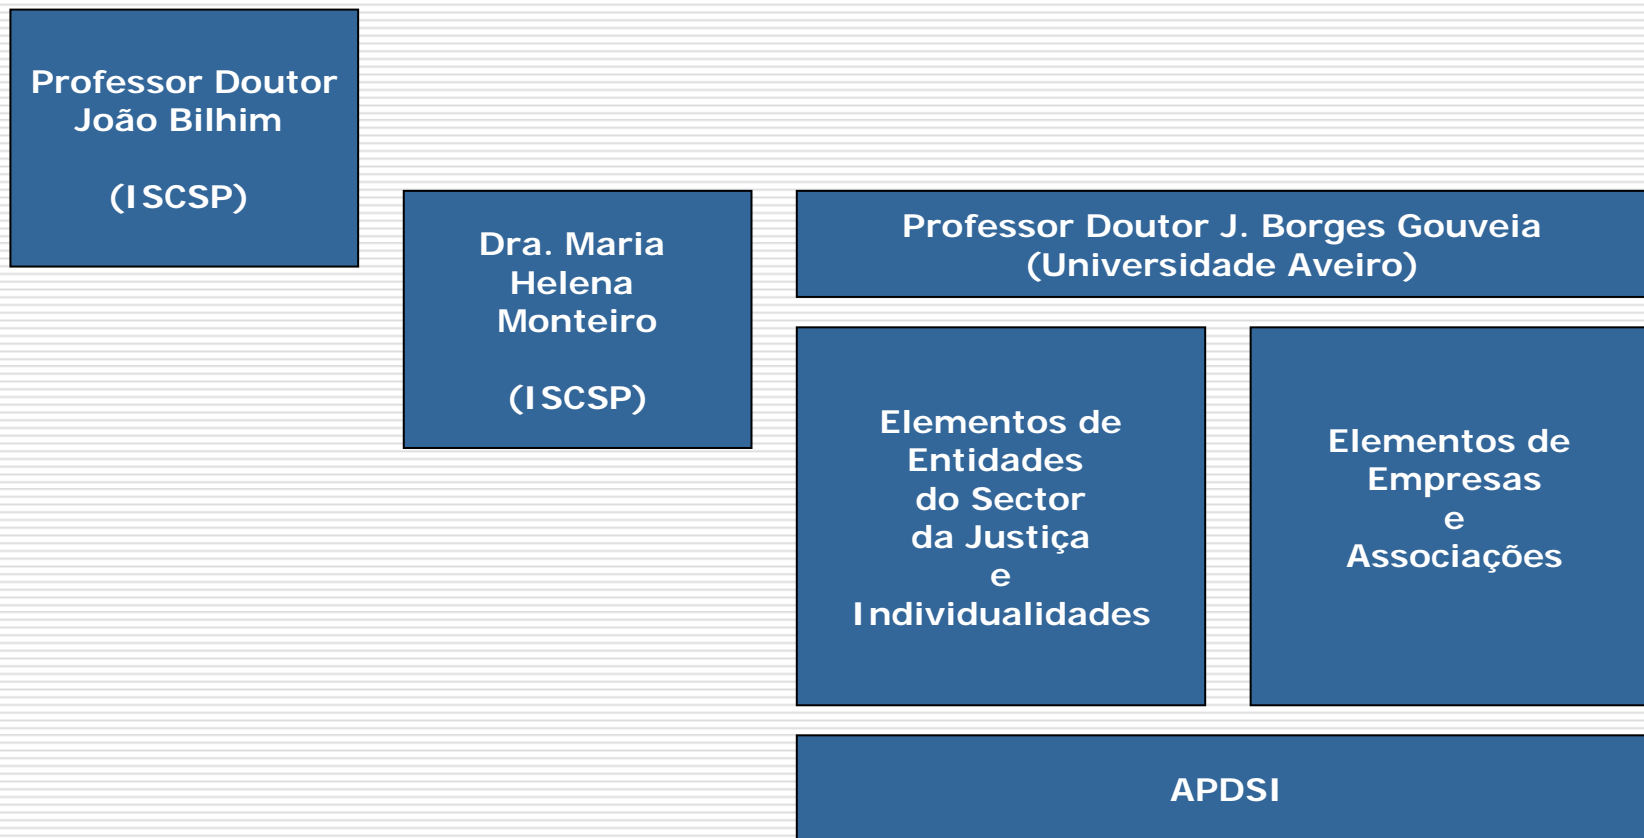 Professor Doutor
João Bilhim
(ISCSP)
Dra. Maria
Helena
Monteiro
(ISCSP)
Professor Doutor J. Borges Gouveia
(Universidade Aveiro)
Elementos de
Entidades
do Sector
da Justiça
e
Individualidades
Elementos de
Empresas
e
Associações
APDSI